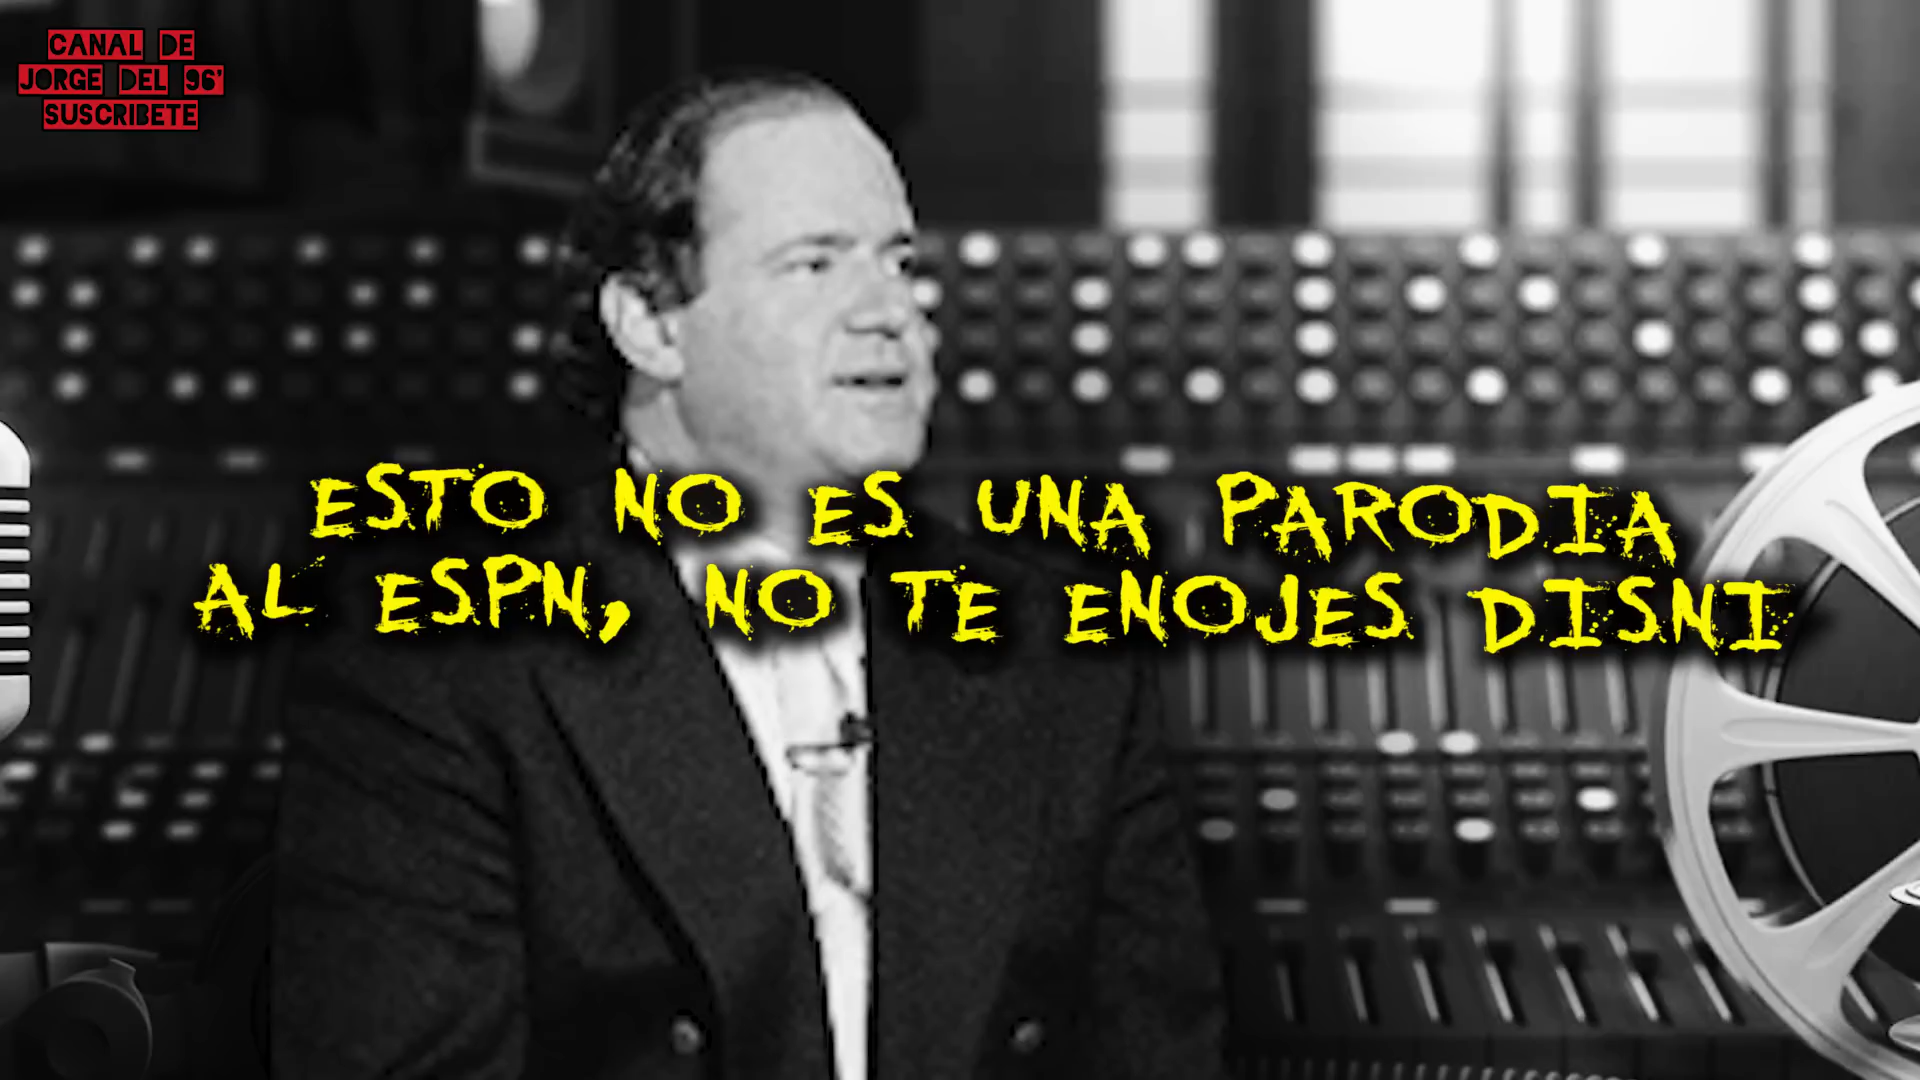 CANAL DE
JORGE DEL 96'
SUSCRIBETE
ESTO NO ES UNA PARODIA
AL ESPN, NO TE ENOJES DISNI